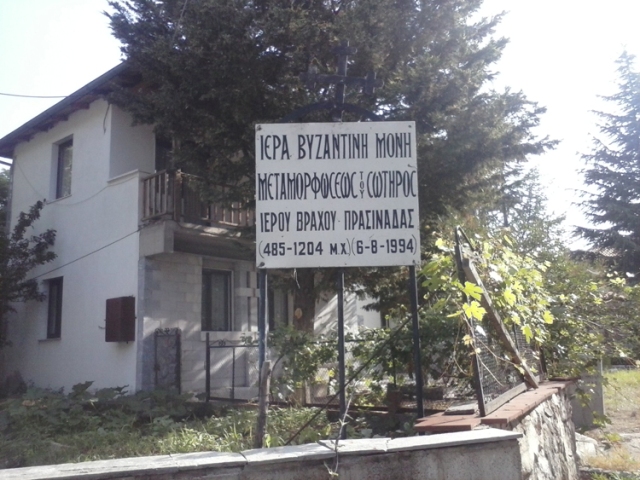 ΙΕΡΑ ΒΥΖΑΝΤΙΝΗ ΜΟΝΗ
ΜΕΤΑΜΟΡΦΩΣΕΩΣ ΤΟΥ ΣΩΤΗΡΟΣ
ΙΕΡΟΥ ΒΡΑΧΟΥ ΠΡΑΣΙΝΑΔΑΣ
(485-1204 Μ.Χ)(6-8-1994)